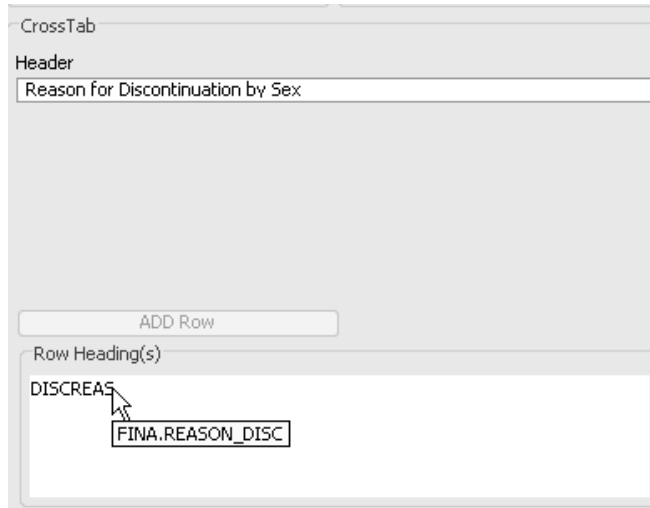 CrossTab
Header
Reason for Discontinuation by Sex
ADD Row
Row Heading(s)
DISCREAS
FINA.REASON_DISC